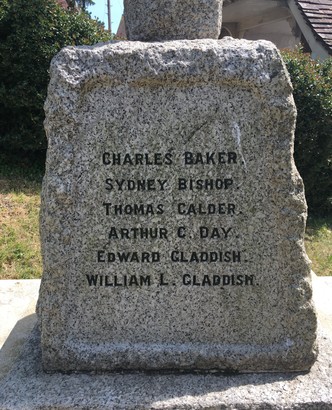 CHARLES BAKER.
SYDNEY BISHOP.
THOMAS CALDER.
ARTHUR C. DAY.
EDWARD GLADDISH.
WILLIAM L. GLADDISH.